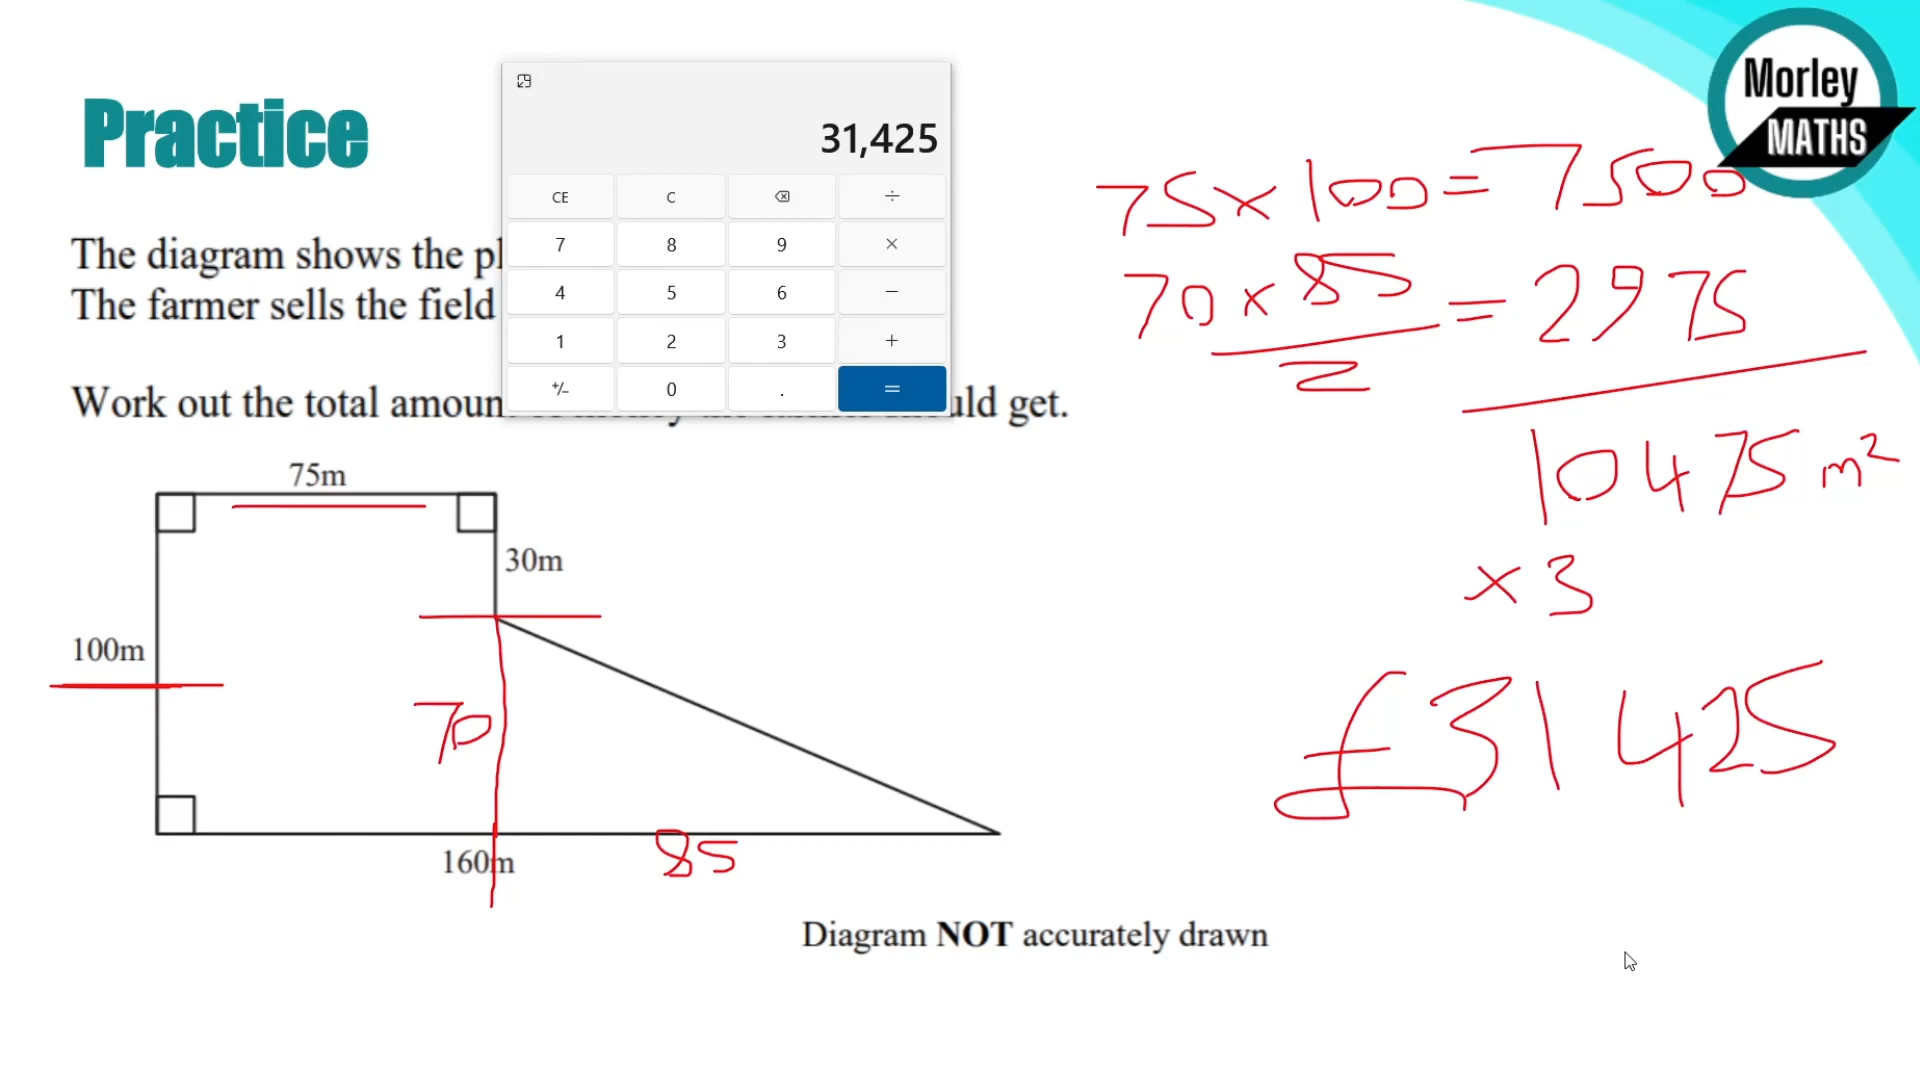 Practice
Morley
MATHS
31,425
CE C ÷
7 8 9 ×
4 5 6 −
1 2 3 +
+/− 0 . =
The diagram shows the pl
The farmer sells the field
Work out the total amoun uld get.
75 × 100 = 7500
70 × 85 = 2975
2
10475 m²
× 3
£31425
75m
30m
100m
70
160m
85
Diagram NOT accurately drawn